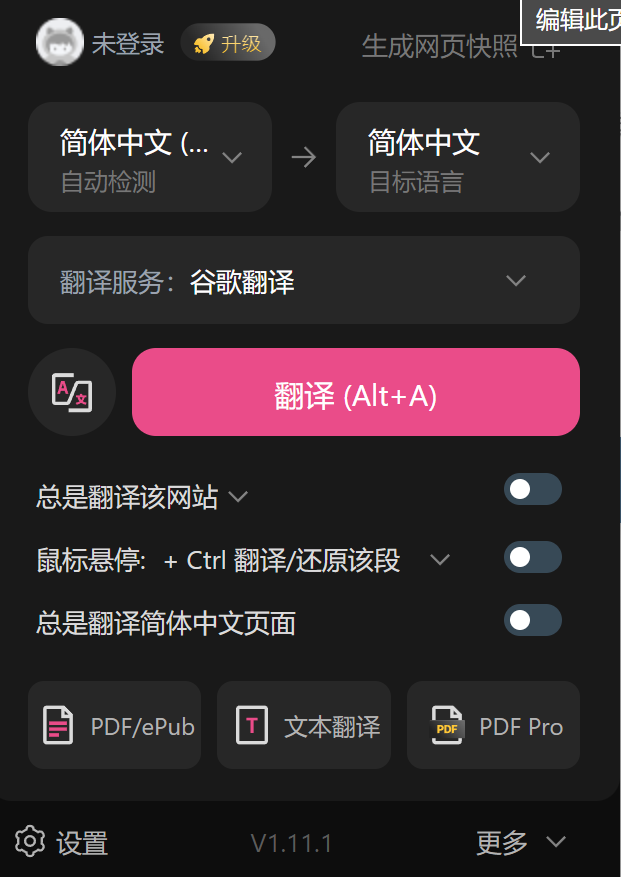 编辑此页
未登录 升级 生成网页快照
简体中文 (...
自动检测
简体中文
目标语言
翻译服务： 谷歌翻译
翻译 (Alt+A)
总是翻译该网站
鼠标悬停: + Ctrl 翻译/还原该段
总是翻译简体中文页面
PDF/ePub 文本翻译 PDF Pro
设置 V1.11.1 更多